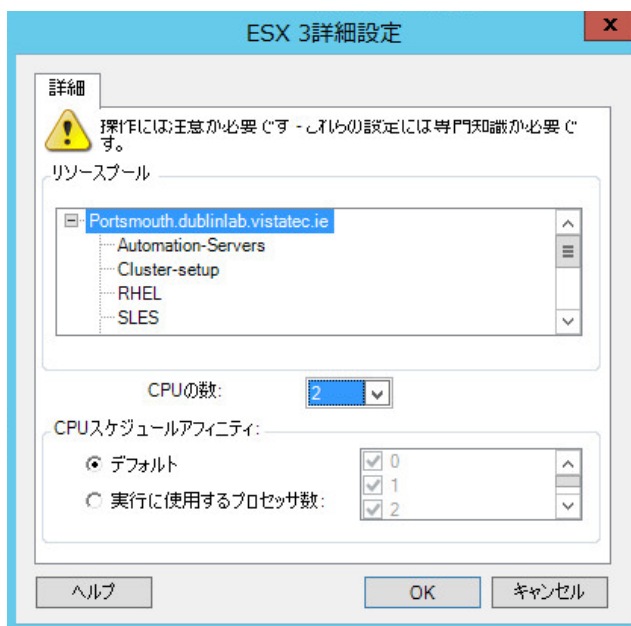 ESX 3詳細設定
x
詳細
操作には注意が必要です - これらの設定には専門知識が必要で
す。
リソースプール
Portsmouth.dublinlab.vistatec.ie
Automation-Servers
Cluster-setup
RHEL
SLES
CPUの数: 2
CPUスケジュールアフィニティ:
デフォルト
実行に使用するプロセッサ数:
0
1
2
ヘルプ OK キャンセル